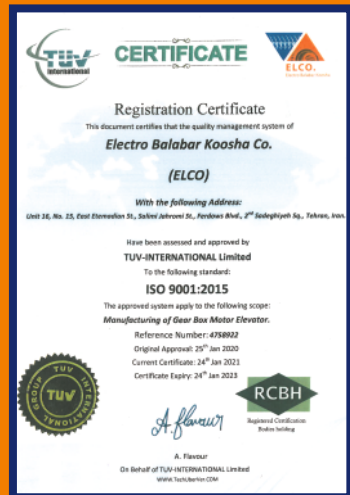 TÜV
International
CERTIFICATE
ELCO.
Registration Certificate
This document certifies that the quality management system of
Electro Balabar Koosha Co.
(ELCO)
With the following Address:
Unit 16, No. 15, East Etemadian St., Salimi Jahromi St., Ferdows Blvd., 2nd Sadeghiyeh Sq., Tehran, Iran.
Have been assessed and approved by
TUV-INTERNATIONAL Limited
To the following standard:
ISO 9001:2015
The approved system apply to the following scope:
Manufacturing of Gear Box Motor Elevator.
Reference Number: 4758922
Original Approval: 25th Jan 2020
Current Certificate: 24th Jan 2021
Certificate Expiry: 24th Jan 2023
TUV INTERNATIONAL GROUP
TUV
RCBH
Registered Certification
Bodies holding
A. flavour
A. Flavour
On Behalf of TUV-INTERNATIONAL Limited